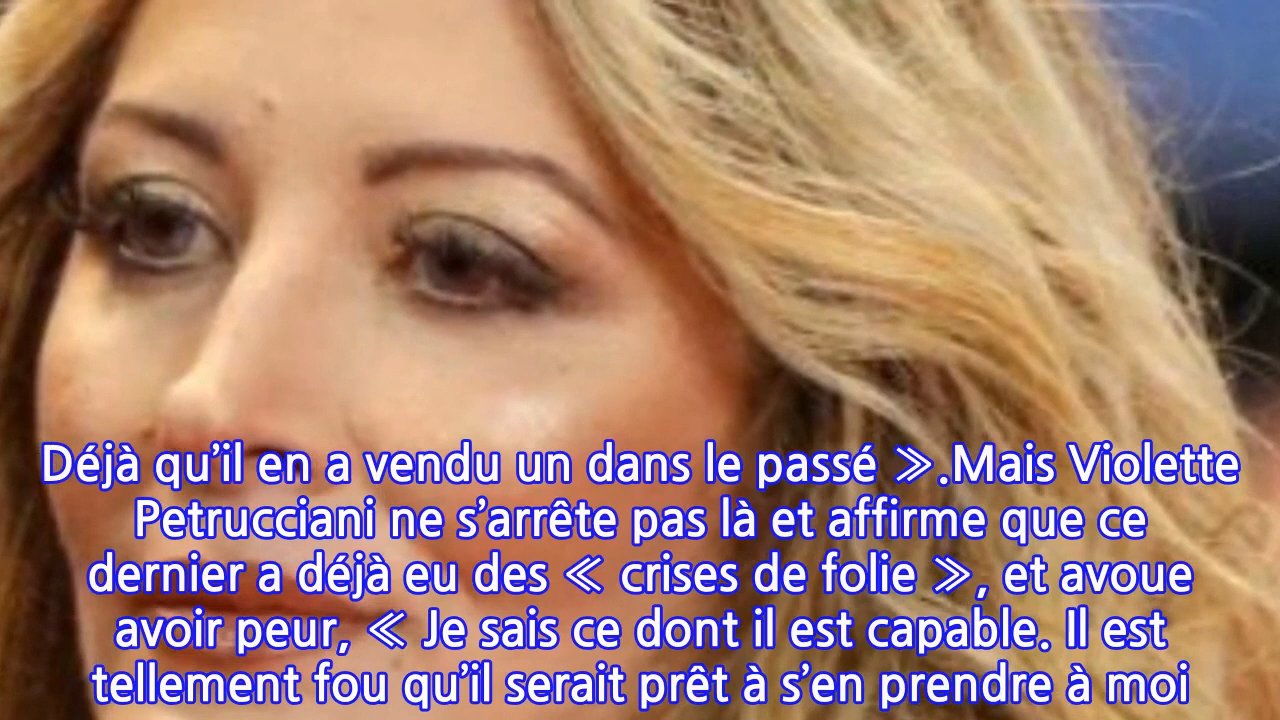 Déjà qu’il en a vendu un dans le passé ≫.Mais Violette
Petrucciani ne s’arrête pas là et affirme que ce
dernier a déjà eu des ≪ crises de folie ≫, et avoue
avoir peur, ≪ Je sais ce dont il est capable. Il est
tellement fou qu’il serait prêt à s’en prendre à moi